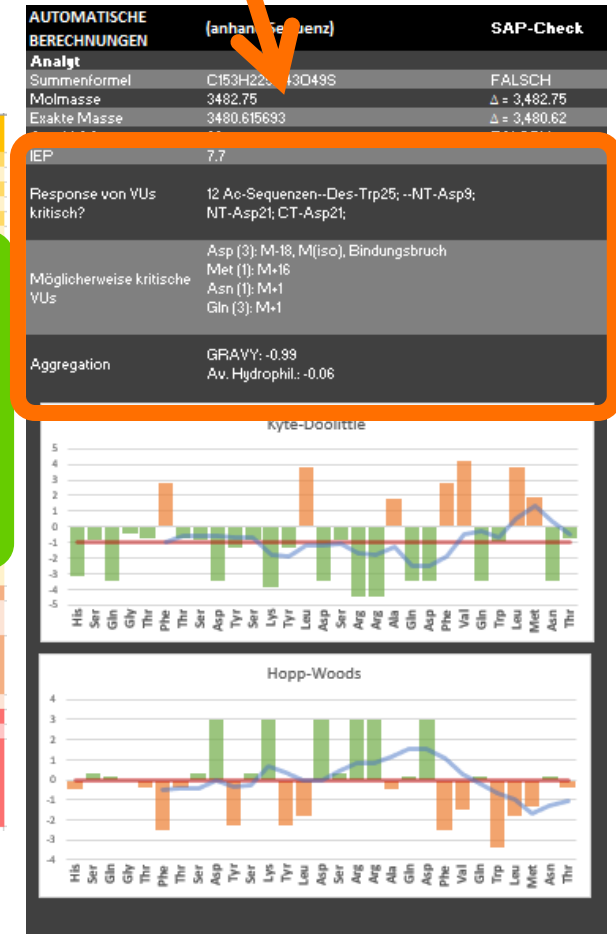 AUTOMATISCHE
BERECHNUNGEN
SAP-Check
Analyt
Summenformel FALSCH
Molmasse 3482.75 Δ = 3,482.75
Exakte Masse 3480.615693 Δ = 3,480.62
IEP 7.7
Response von VUs
kritisch?
12 Ac-Sequenzen--Des-Trp25; --NT-Asp9;
NT-Asp21; CT-Asp21;
Möglicherweise kritische
VUs
Asp (3): M-18, M(iso), Bindungsbruch
Met (1): M+16
Asn (1): M+1
Gln (3): M+1
Aggregation
GRAVY: -0.99
Av. Hydrophil.: -0.06
Kyte-Doolittle
5
4
3
2
1
0
-1
-2
-3
-4
-5
His Ser Gln Gly Thr Phe Thr Ser Asp Tyr Ser Lys Tyr Leu Asp Ser Arg Arg Ala Gln Asp Phe Val Gln Trp Leu Met Asn Thr
Hopp-Woods
4
3
2
1
0
-1
-2
-3
-4
His Ser Gln Gly Thr Phe Thr Ser Asp Tyr Ser Lys Tyr Leu Asp Ser Arg Arg Ala Gln Asp Phe Val Gln Trp Leu Met Asn Thr